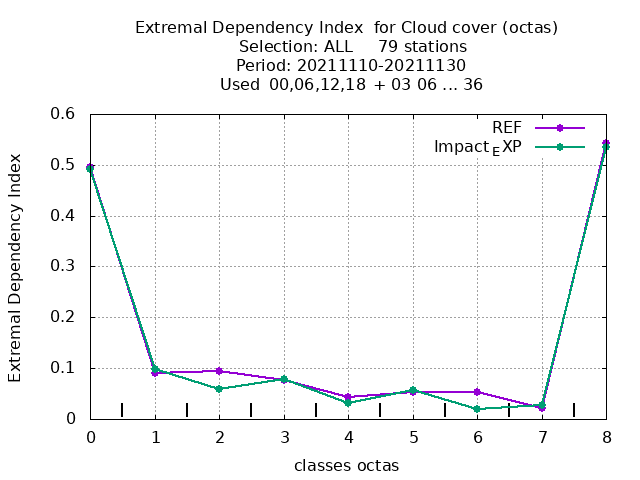 Extremal Dependency Index  for Cloud cover (octas)
Selection: ALL     79 stations
Period: 20211110-20211130
Used  00,06,12,18  + 03 06 ... 36
REF
Impact_EXP
Extremal Dependency Index
0.6
0.5
0.4
0.3
0.2
0.1
0
0 1 2 3 4 5 6 7 8
classes octas